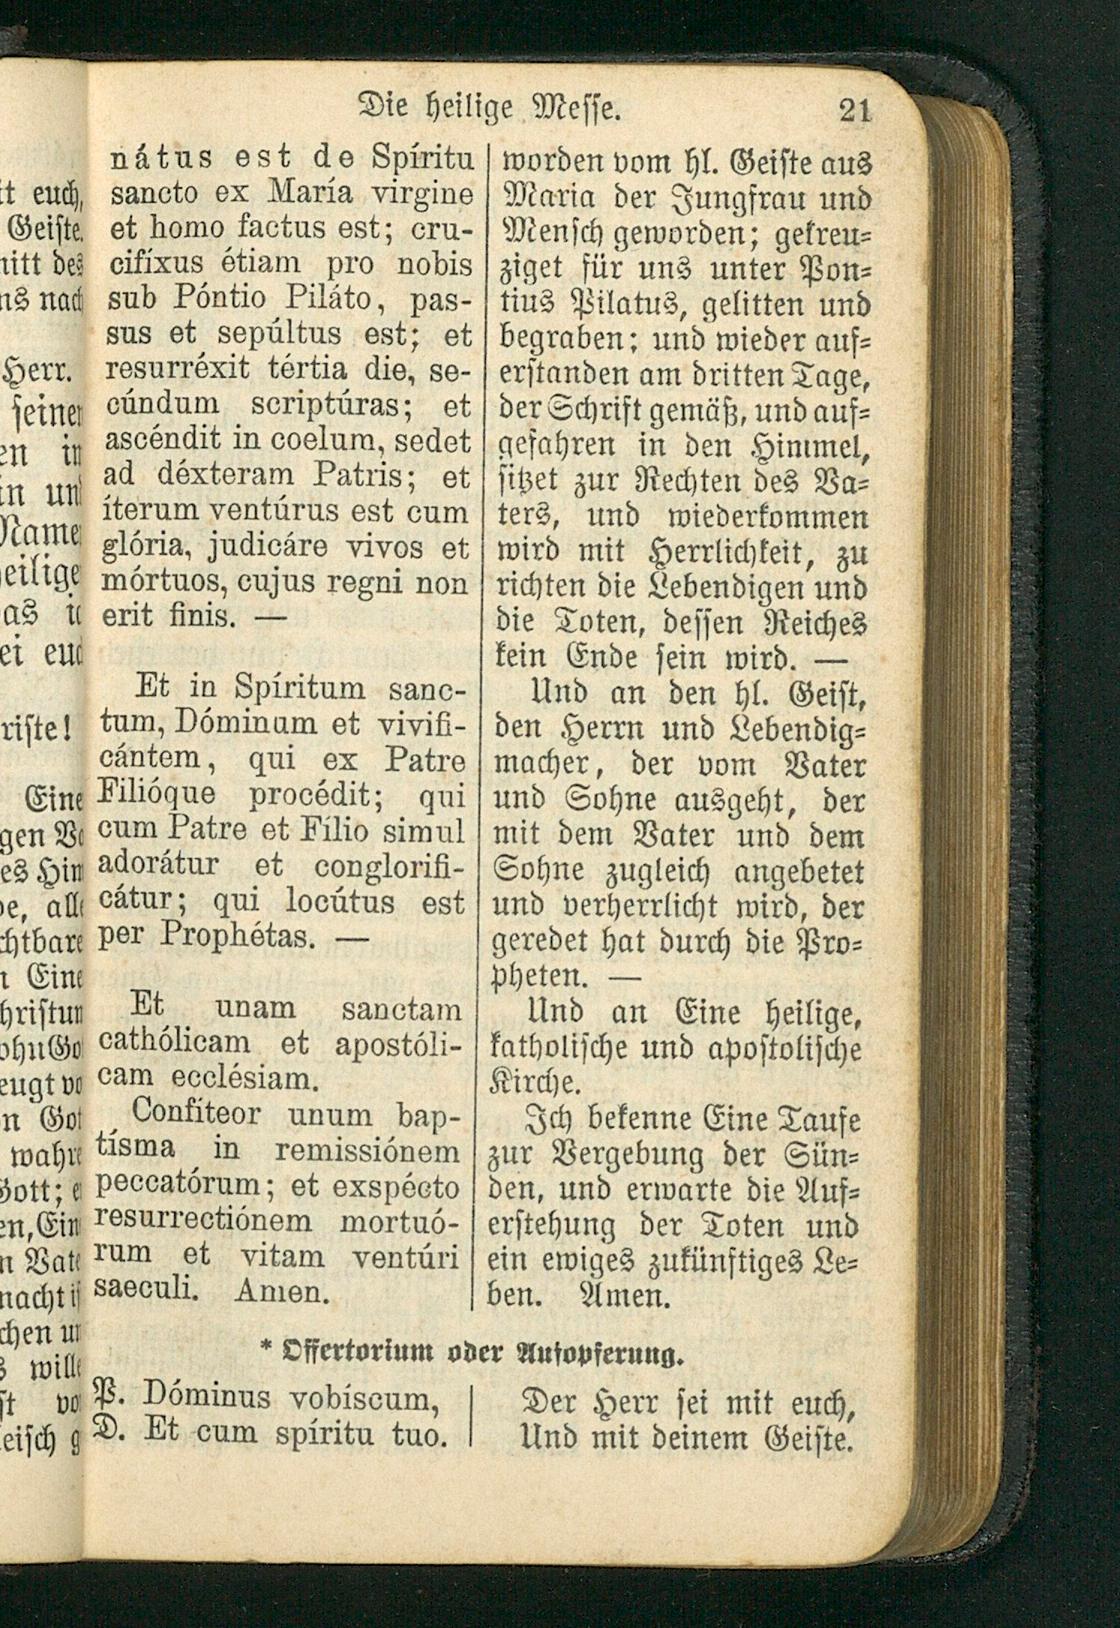 Die heilige Messe. 21
nátus est de Spíritu
sancto ex María virgine
et homo factus est; cru-
cifíxus étiam pro nobis
sub Póntio Piláto, pas-
sus et sepúltus est; et
resurréxit tértia die, se-
cúndum scriptúras; et
ascéndit in coelum, sedet
ad déxteram Patris; et
íterum ventúrus est cum
glória, judicáre vivos et
mórtuos, cujus regni non
erit finis. —
Et in Spíritum sanc-
tum, Dóminum et vivifi-
cántem, qui ex Patre
Filióque procédit; qui
cum Patre et Fílio simul
adorátur et conglorifi-
cátur; qui locútus est
per Prophétas. —
Et unam sanctam
cathólicam et apostóli-
cam ecclésiam.
Confíteor unum bap-
tísma in remissiónem
peccatórum; et exspécto
resurrectiónem mortuó-
rum et vitam ventúri
saeculi. Amen.
worden vom hl. Geiste aus
Maria der Jungfrau und
Mensch geworden; gekreu-
ziget für uns unter Pon-
tius Pilatus, gelitten und
begraben; und wieder auf-
erstanden am dritten Tage,
der Schrift gemäß, und auf-
gefahren in den Himmel,
sitzet zur Rechten des Va-
ters, und wiederkommen
wird mit Herrlichkeit, zu
richten die Lebendigen und
die Toten, dessen Reiches
kein Ende sein wird. —
Und an den hl. Geist,
den Herrn und Lebendig-
macher, der vom Vater
und Sohne ausgeht, der
mit dem Vater und dem
Sohne zugleich angebetet
und verherrlicht wird, der
geredet hat durch die Pro-
pheten. —
Und an Eine heilige,
katholische und apostolische
Kirche.
Ich bekenne Eine Taufe
zur Vergebung der Sün-
den, und erwarte die Auf-
erstehung der Toten und
ein ewiges zukünftiges Le-
ben. Amen.
* Offertorium oder Aufopferung.
P. Dóminus vobíscum,
D. Et cum spíritu tuo.
Der Herr sei mit euch,
Und mit deinem Geiste.